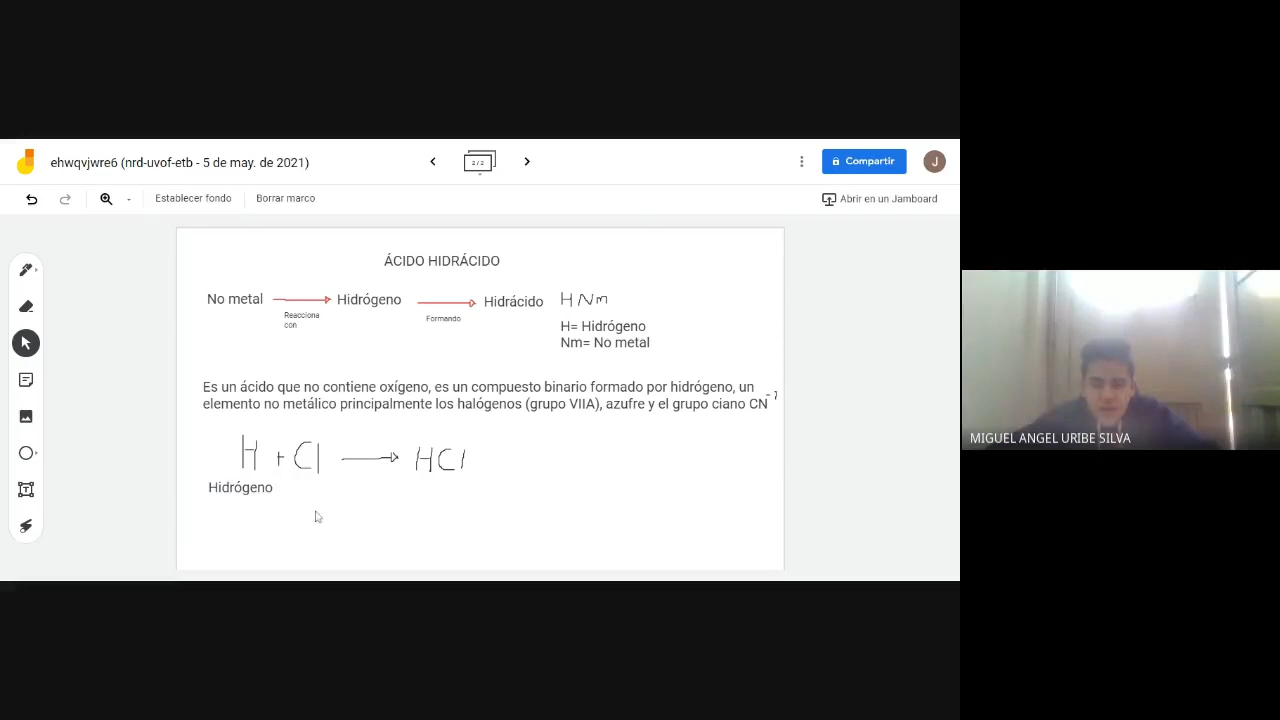 ehwqvjwre6 (nrd-uvof-etb - 5 de may. de 2021)
2/2
Compartir
J
Establecer fondo
Borrar marco
Abrir en un Jamboard
ÁCIDO HIDRÁCIDO
No metal
Reacciona
con
Hidrógeno
Formando
Hidrácido
HNm
H= Hidrógeno
Nm= No metal
Es un ácido que no contiene oxígeno, es un compuesto binario formado por hidrógeno, un
elemento no metálico principalmente los halógenos (grupo VIIA), azufre y el grupo ciano CN-1
H + Cl → HCl
Hidrógeno
MIGUEL ANGEL URIBE SILVA